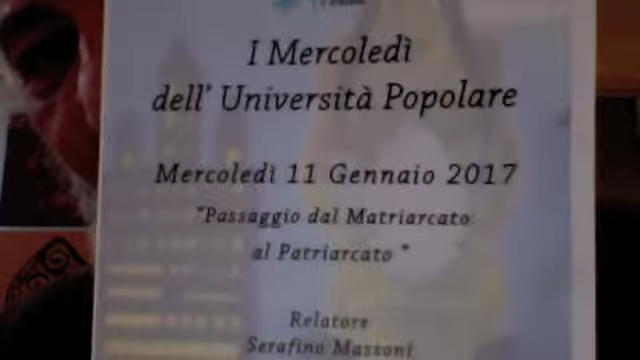 I Mercoledì
dell' Università Popolare
Mercoledì 11 Gennaio 2017
"Passaggio dal Matriarcato
al Patriarcato "
Relatore
Serafino Massoni